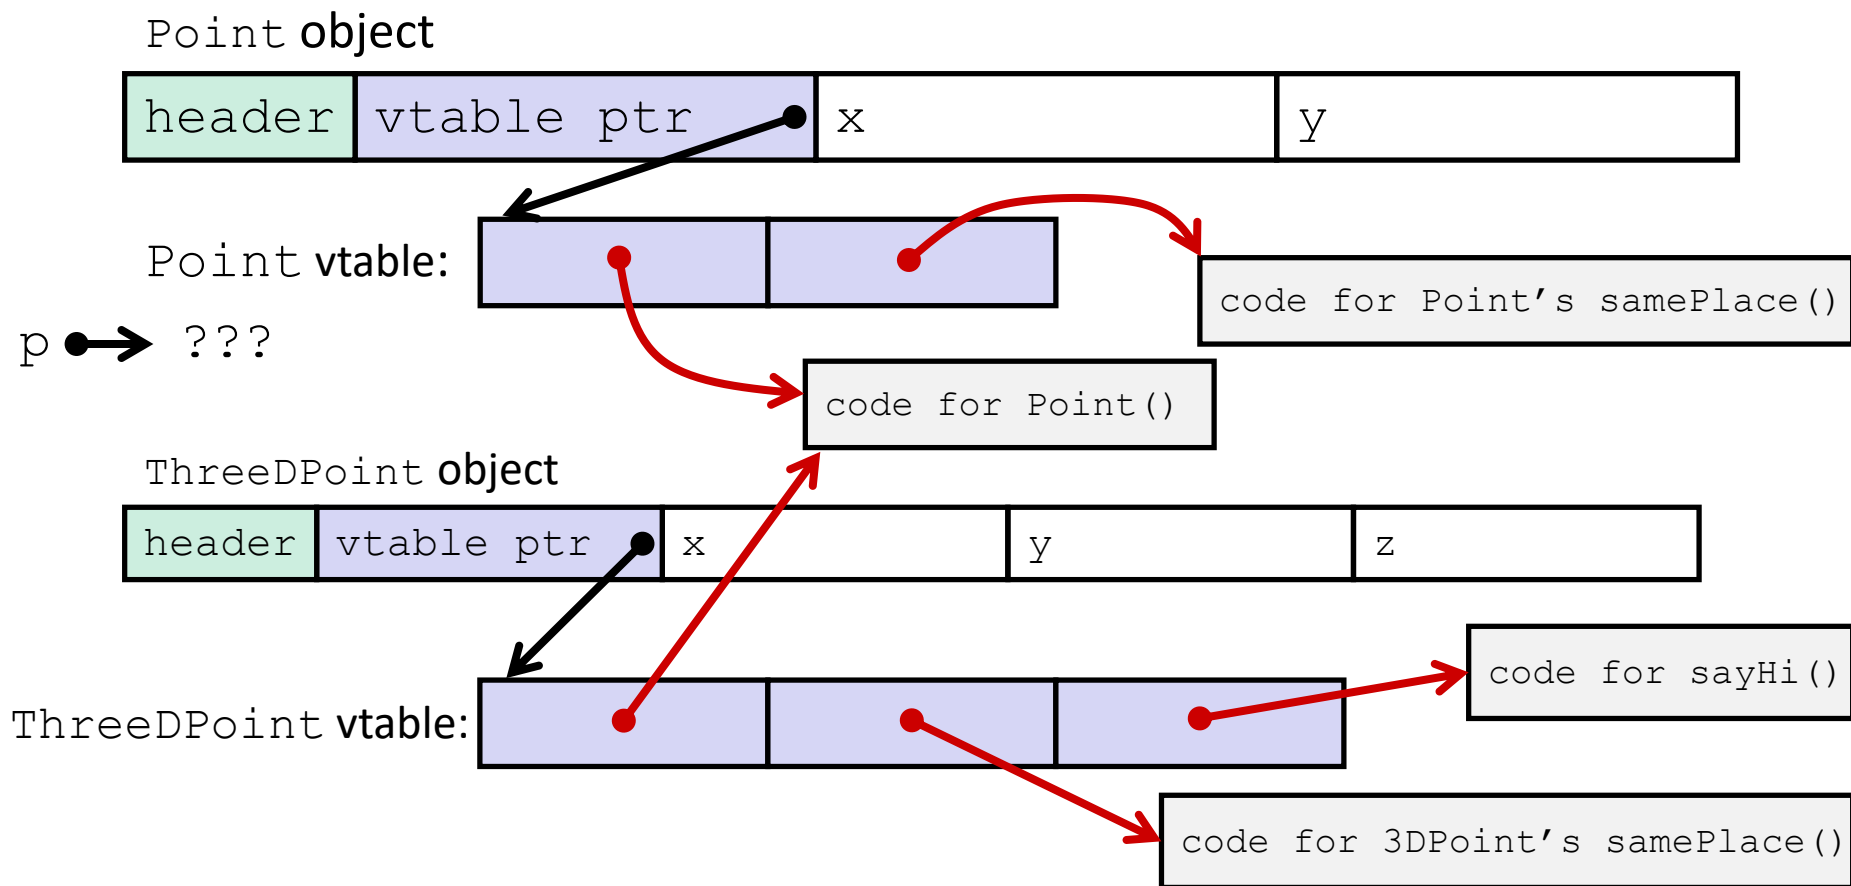 Point object
header vtable ptr x y
Point vtable:
code for Point’s samePlace()
p ???
code for Point()
ThreeDPoint object
header vtable ptr x y z
code for sayHi()
ThreeDPoint vtable:
code for 3DPoint’s samePlace()